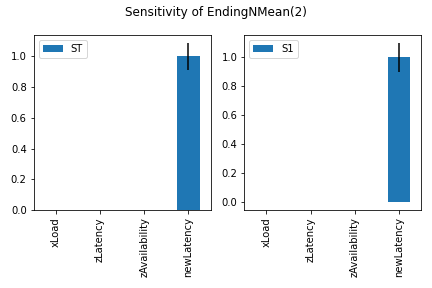 Sensitivity of EndingNMean(2)
ST
1.0
0.8
0.6
0.4
0.2
0.0
xLoad
zLatency
zAvailability
newLatency
S1
1.0
0.8
0.6
0.4
0.2
0.0
xLoad
zLatency
zAvailability
newLatency